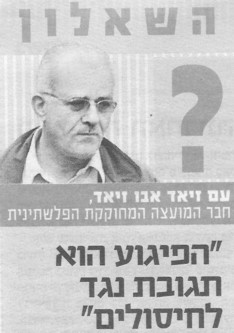 השאלון
?
עם זיאד אבו זיאד,
חבר המועצה המחוקקת הפלשתינית
"הפיגוע הוא
תגובת נגד
לחיסולים"